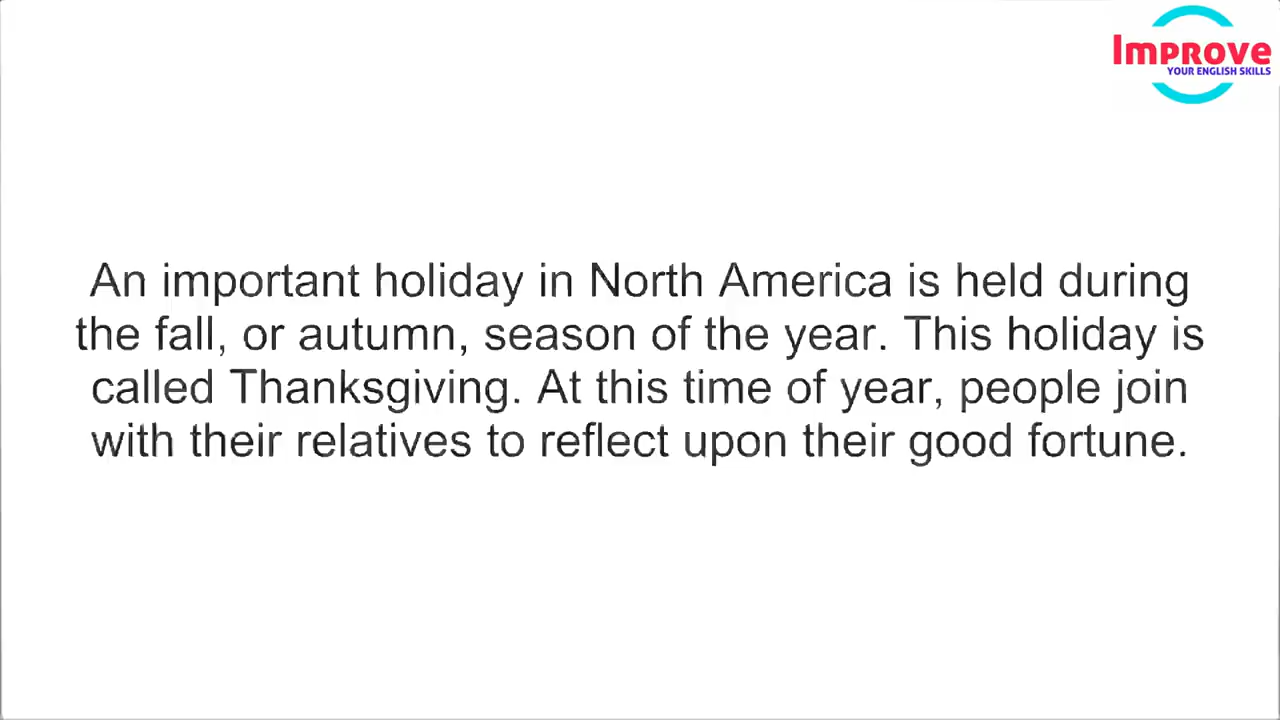 Improve
YOUR ENGLISH SKILLS
An important holiday in North America is held during
the fall, or autumn, season of the year. This holiday is
called Thanksgiving. At this time of year, people join
with their relatives to reflect upon their good fortune.